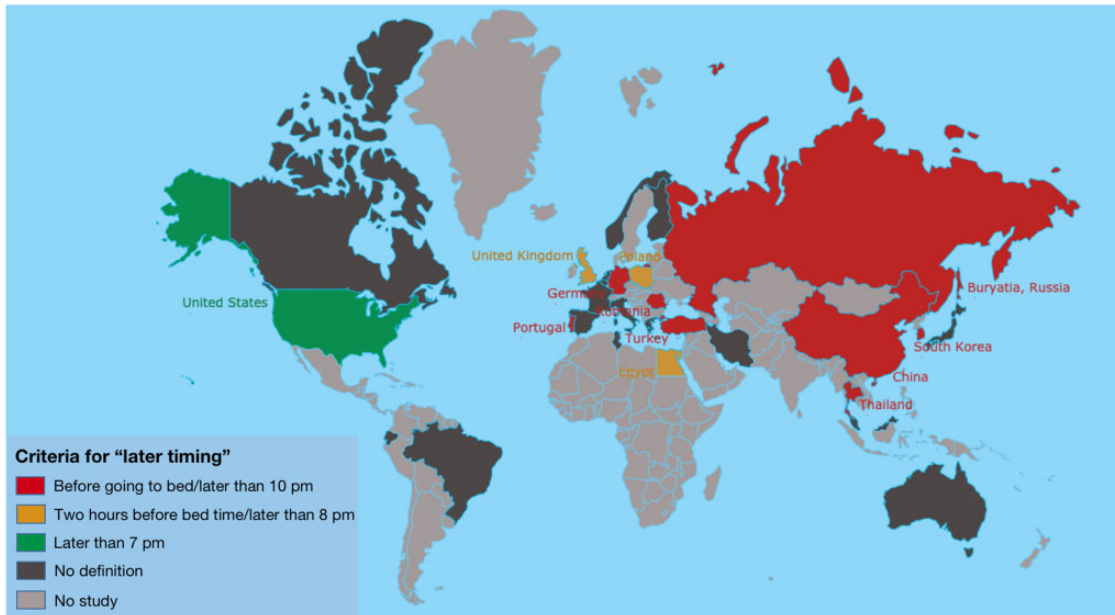 United Kingdom
Poland
Germany
Buryatia, Russia
United States
Romania
Portugal
Turkey
South Korea
Egypt
China
Thailand
Criteria for “later timing”
Before going to bed/later than 10 pm
Two hours before bed time/later than 8 pm
Later than 7 pm
No definition
No study